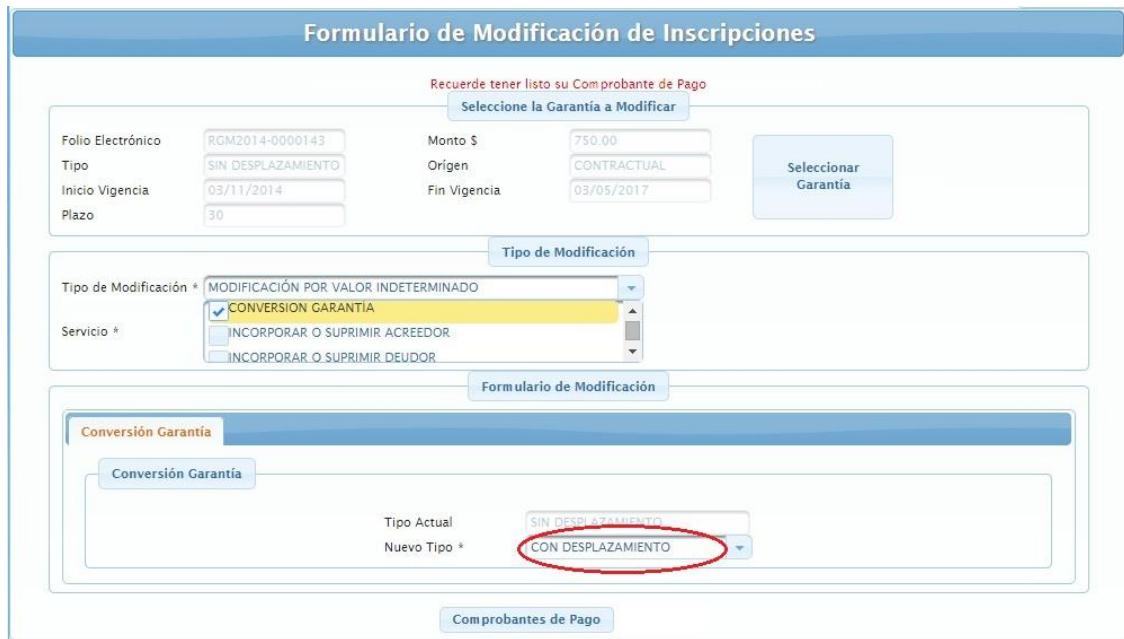 Formulario de Modificación de Inscripciones
Recuerde tener listo su Comprobante de Pago
Seleccione la Garantía a Modificar
Folio Electrónico RGM2014-0000143 Monto $ 750.00
Tipo SIN DESPLAZAMIENTO Orígen CONTRACTUAL
Seleccionar Garantía
Inicio Vigencia 03/11/2014 Fin Vigencia 03/05/2017
Plazo 30
Tipo de Modificación
Tipo de Modificación * MODIFICACIÓN POR VALOR INDETERMINADO
CONVERSION GARANTÍA
Servicio * INCORPORAR O SUPRIMIR ACREEDOR
INCORPORAR O SUPRIMIR DEUDOR
Formulario de Modificación
Conversión Garantía
Conversión Garantía
Tipo Actual SIN DESPLAZAMIENTO
Nuevo Tipo * CON DESPLAZAMIENTO
Comprobantes de Pago